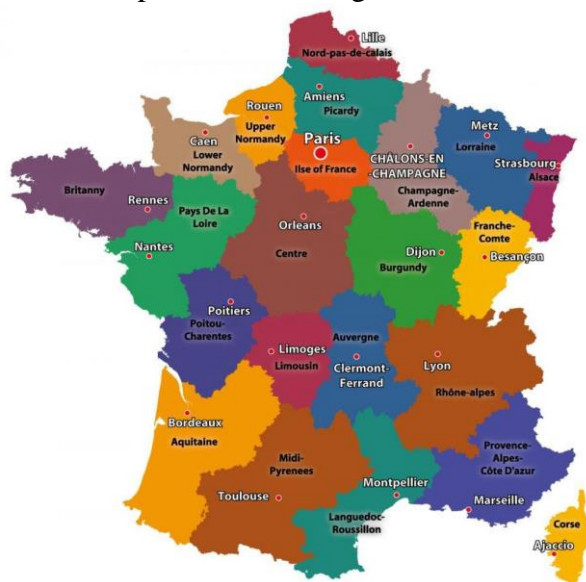 Lille
Nord-pas-de-calais
Amiens
Picardy
Rouen
Upper
Normandy
Caen
Lower
Normandy
Paris
Ilse of France
CHÂLONS-EN
-CHAMPAGNE
Champagne-
Ardenne
Metz
Lorraine
Strasbourg
Alsace
Britanny
Rennes
Pays De La
Loire
Nantes
Orleans
Centre
Dijon
Burgundy
Franche-
Comte
Besançon
Poitiers
Poitou-
Charentes
Limoges
Limousin
Auvergne
Clermont-
Ferrand
Lyon
Rhône-alpes
Bordeaux
Aquitaine
Midi-
Pyrenees
Toulouse
Montpellier
Languedoc-
Roussillon
Provence-
Alpes-
Côte D'azur
Marseille
Corse
Ajaccio